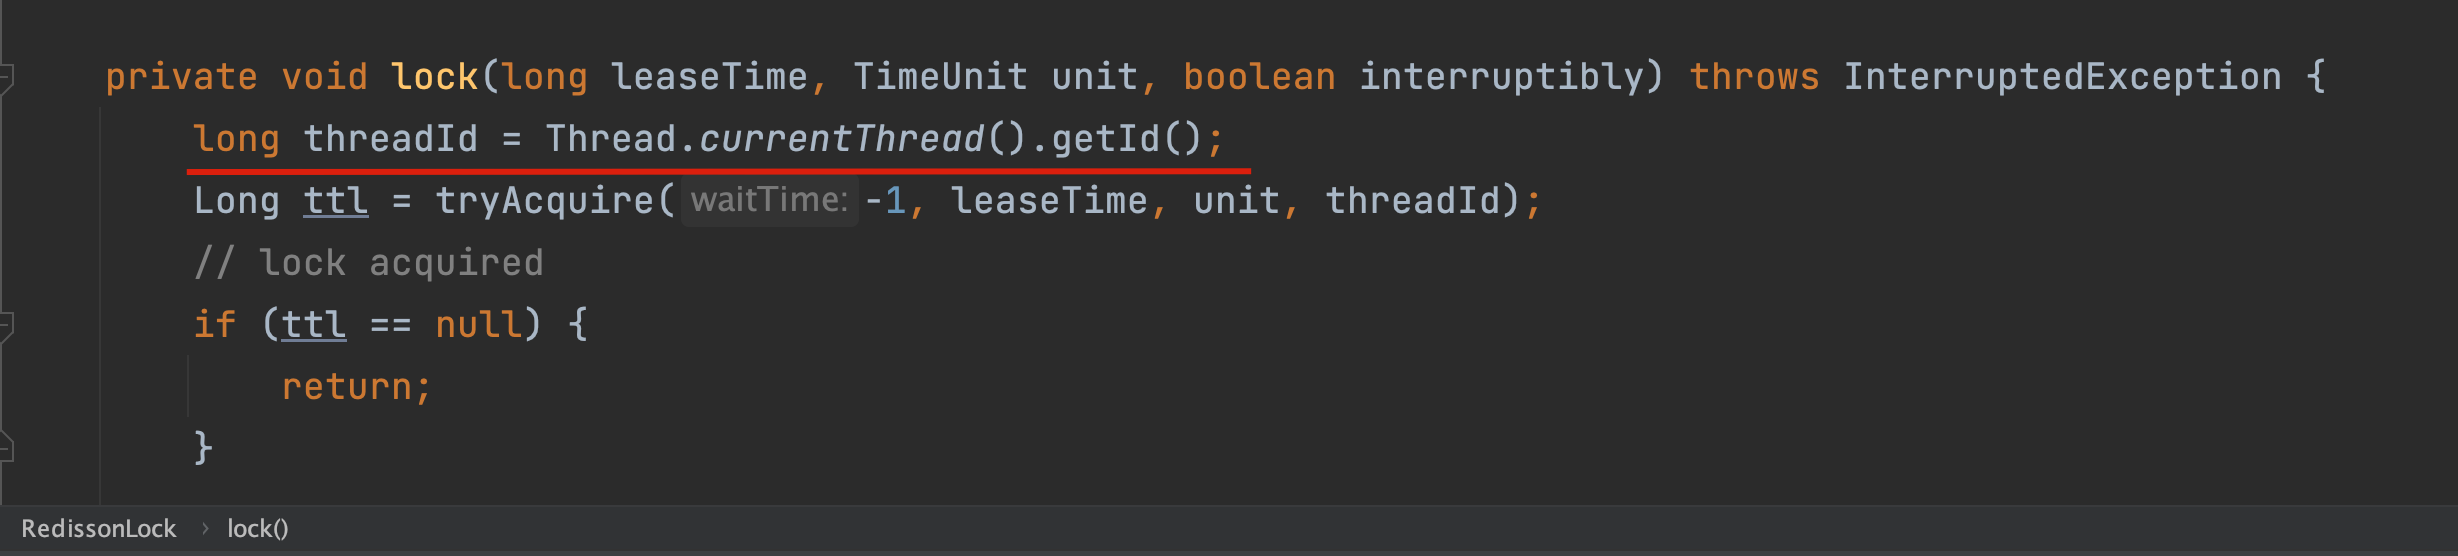 private void lock(long leaseTime, TimeUnit unit, boolean interruptibly) throws InterruptedException {
long threadId = Thread.currentThread().getId();
Long ttl = tryAcquire( waitTime: -1, leaseTime, unit, threadId);
// lock acquired
if (ttl == null) {
return;
}
RedissonLock › lock()